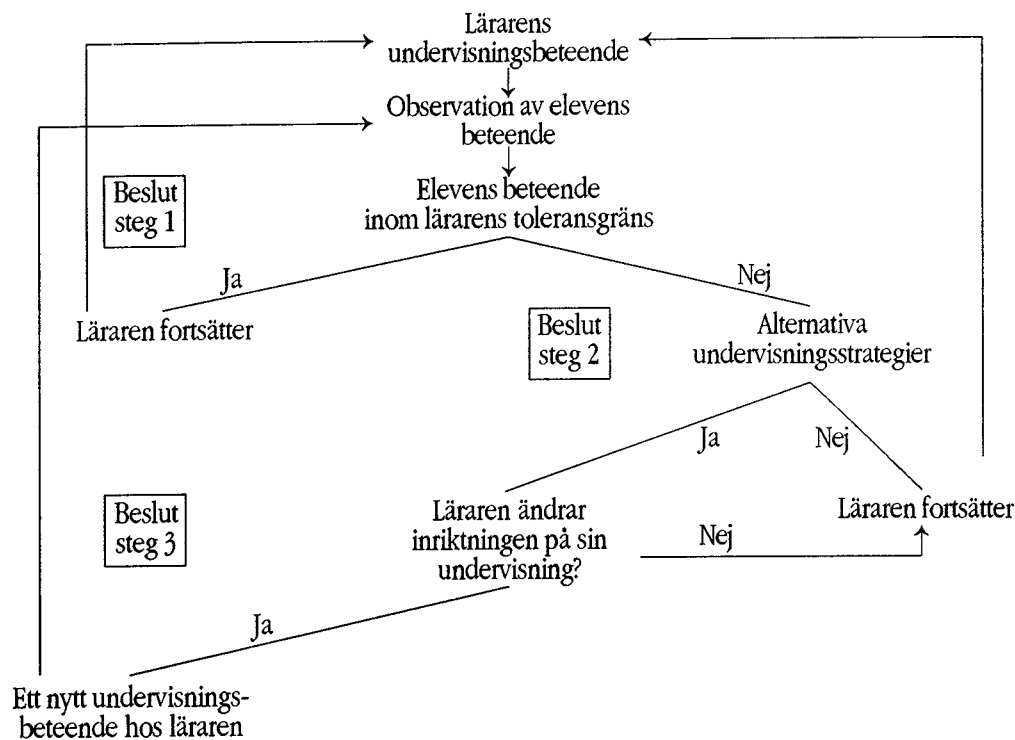 Lärarens
undervisningsbeteende
Observation av elevens
beteende
Beslut
steg 1
Elevens beteende
inom lärarens toleransgräns
Ja
Nej
Läraren fortsätter
Beslut
steg 2
Alternativa
undervisningsstrategier
Ja
Nej
Beslut
steg 3
Läraren ändrar
inriktningen på sin
undervisning?
Nej
Läraren fortsätter
Ja
Ett nytt undervisnings-
beteende hos läraren